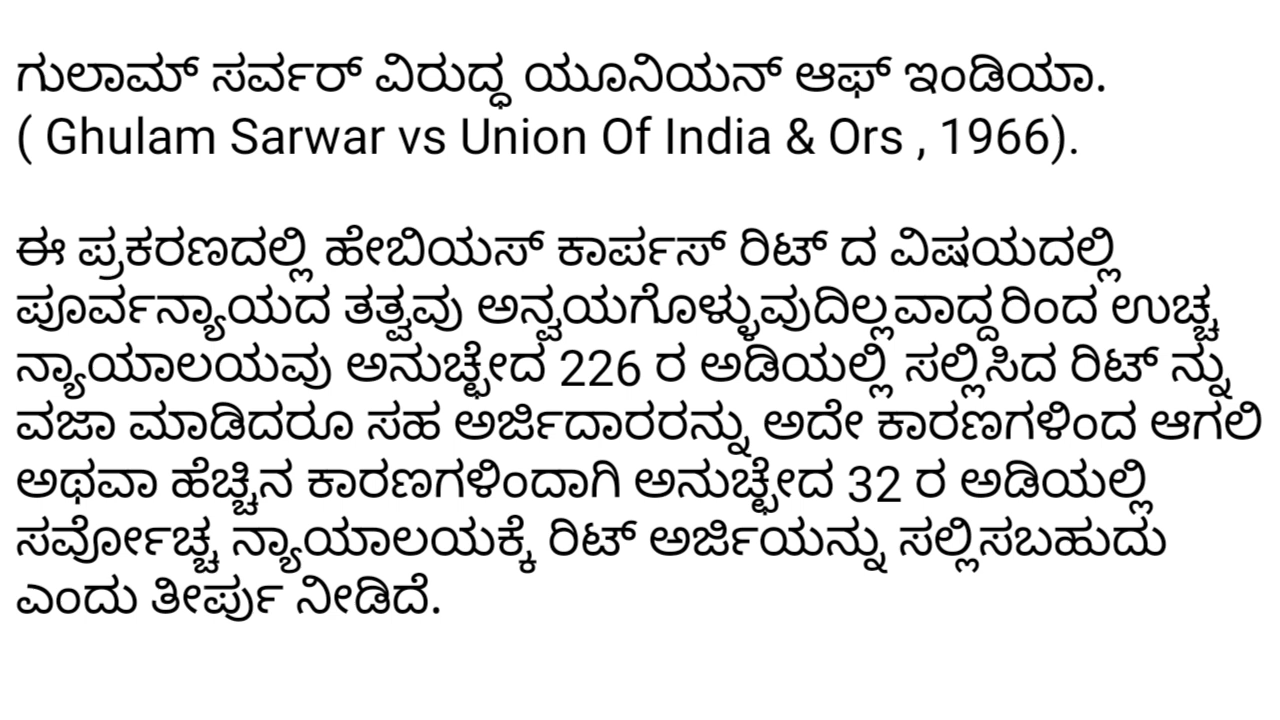 ಗುಲಾಮ್ ಸರ್ವರ್ ವಿರುದ್ಧ ಯೂನಿಯನ್ ಆಫ್ ಇಂಡಿಯಾ.
( Ghulam Sarwar vs Union Of India & Ors , 1966).
ಈ ಪ್ರಕರಣದಲ್ಲಿ ಹೇಬಿಯಸ್ ಕಾರ್ಪಸ್ ರಿಟ್ ದ ವಿಷಯದಲ್ಲಿ
ಪೂರ್ವನ್ಯಾಯದ ತತ್ವವು ಅನ್ವಯಗೊಳ್ಳುವುದಿಲ್ಲವಾದ್ದರಿಂದ ಉಚ್ಚ
ನ್ಯಾಯಾಲಯವು ಅನುಚ್ಛೇದ 226 ರ ಅಡಿಯಲ್ಲಿ ಸಲ್ಲಿಸಿದ ರಿಟ್ ನ್ನು
ವಜಾ ಮಾಡಿದರೂ ಸಹ ಅರ್ಜಿದಾರರನ್ನು ಅದೇ ಕಾರಣಗಳಿಂದ ಆಗಲಿ
ಅಥವಾ ಹೆಚ್ಚಿನ ಕಾರಣಗಳಿಂದಾಗಿ ಅನುಚ್ಛೇದ 32 ರ ಅಡಿಯಲ್ಲಿ
ಸರ್ವೋಚ್ಚ ನ್ಯಾಯಾಲಯಕ್ಕೆ ರಿಟ್ ಅರ್ಜಿಯನ್ನು ಸಲ್ಲಿಸಬಹುದು
ಎಂದು ತೀರ್ಪು ನೀಡಿದೆ.